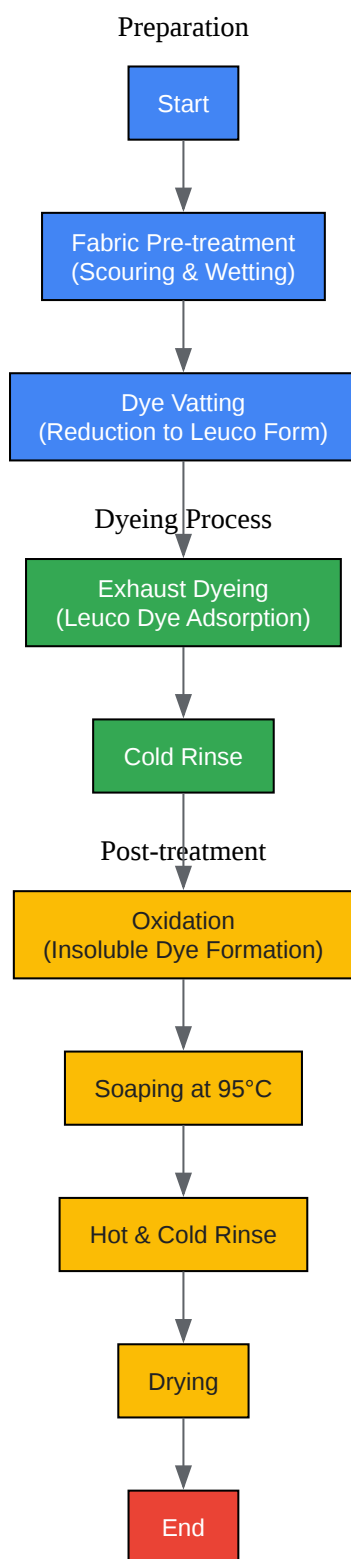 Preparation
Start
Fabric Pre-treatment
(Scouring & Wetting)
Dye Vatting
(Reduction to Leuco Form)
Dyeing Process
Exhaust Dyeing
(Leuco Dye Adsorption)
Cold Rinse
Post-treatment
Oxidation
(Insoluble Dye Formation)
Soaping at 95°C
Hot & Cold Rinse
Drying
End